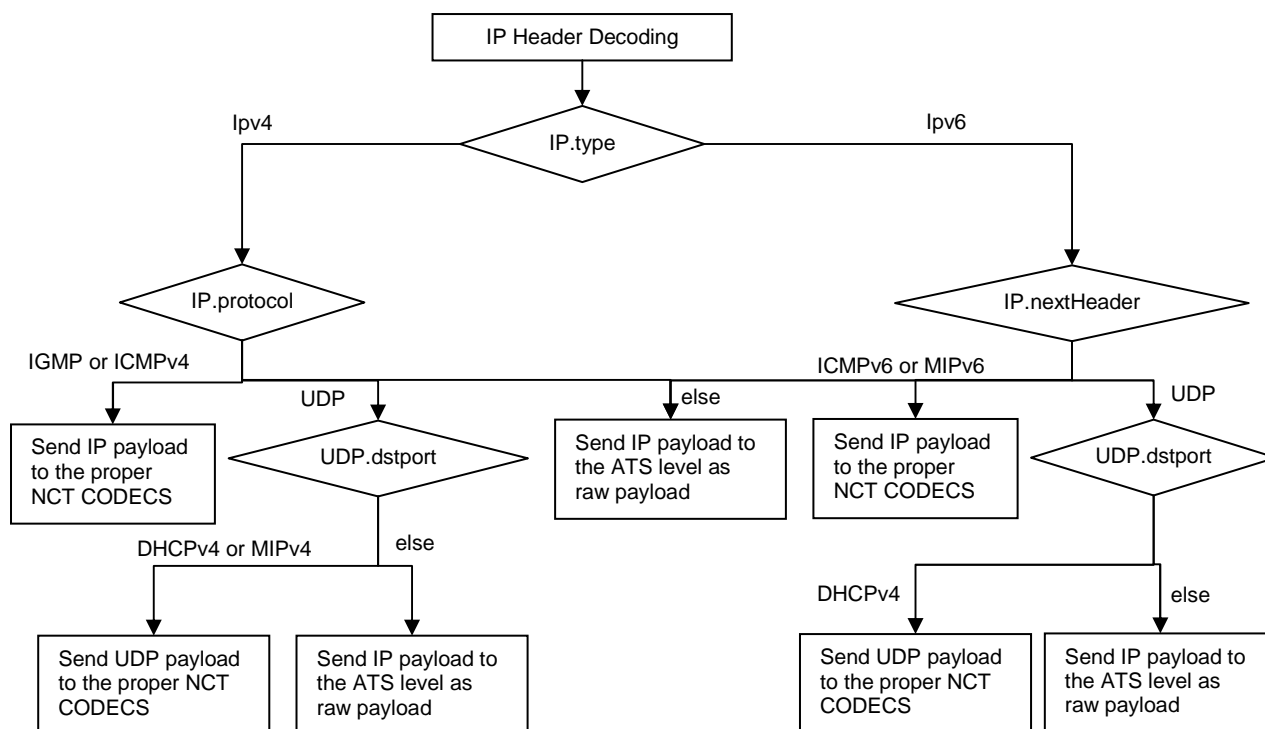 IP Header Decoding
Ipv4
IP.type
Ipv6
IP.protocol
IP.nextHeader
IGMP or ICMPv4
UDP
else
ICMPv6 or MIPv6
UDP
Send IP payload
to the proper
NCT CODECS
UDP.dstport
Send IP payload to
the ATS level as
raw payload
Send IP payload
to the proper
NCT CODECS
UDP.dstport
DHCPv4 or MIPv4
else
DHCPv4
else
Send UDP payload
to the proper NCT
CODECS
Send IP payload to
the ATS level as
raw payload
Send UDP payload
to the proper NCT
CODECS
Send IP payload to
the ATS level as
raw payload